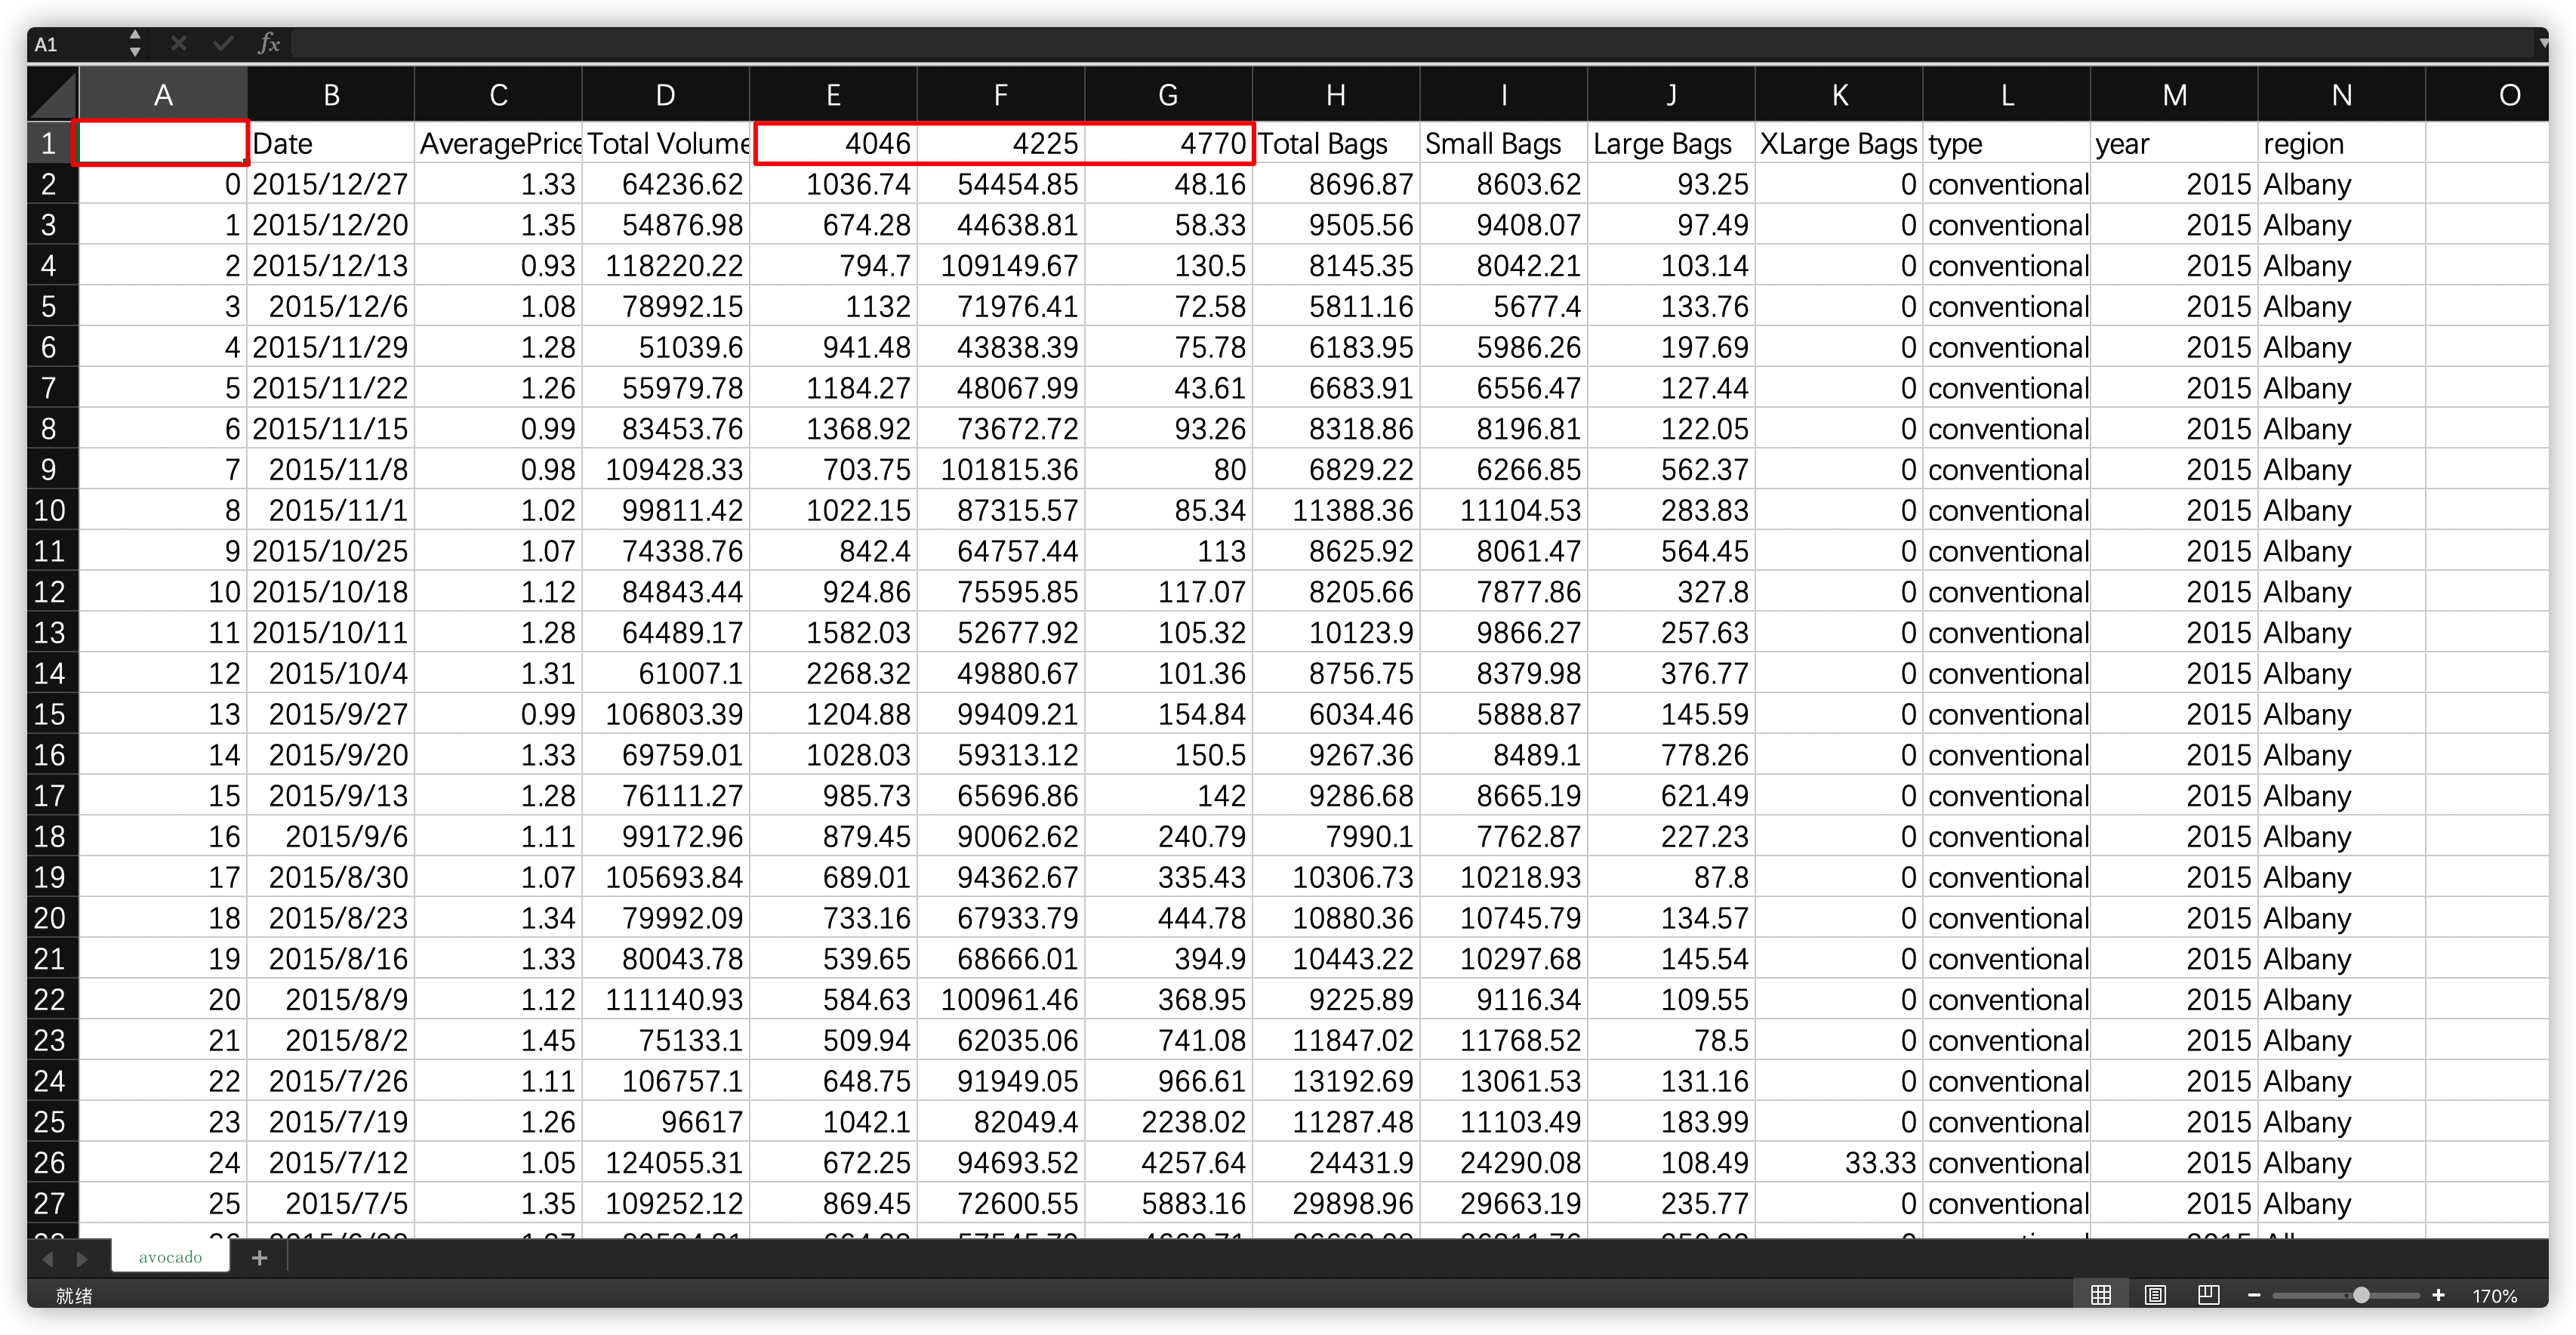 A1 fx
A B C D E F G H I J K L M N O
1 Date AveragePrice Total Volume 4046 4225 4770 Total Bags Small Bags Large Bags XLarge Bags type year region
2 0 2015/12/27 1.33 64236.62 1036.74 54454.85 48.16 8696.87 8603.62 93.25 0 conventional 2015 Albany
3 1 2015/12/20 1.35 54876.98 674.28 44638.81 58.33 9505.56 9408.07 97.49 0 conventional 2015 Albany
4 2 2015/12/13 0.93 118220.22 794.7 109149.67 130.5 8145.35 8042.21 103.14 0 conventional 2015 Albany
5 3 2015/12/6 1.08 78992.15 1132 71976.41 72.58 5811.16 5677.4 133.76 0 conventional 2015 Albany
6 4 2015/11/29 1.28 51039.6 941.48 43838.39 75.78 6183.95 5986.26 197.69 0 conventional 2015 Albany
7 5 2015/11/22 1.26 55979.78 1184.27 48067.99 43.61 6683.91 6556.47 127.44 0 conventional 2015 Albany
8 6 2015/11/15 0.99 83453.76 1368.92 73672.72 93.26 8318.86 8196.81 122.05 0 conventional 2015 Albany
9 7 2015/11/8 0.98 109428.33 703.75 101815.36 80 6829.22 6266.85 562.37 0 conventional 2015 Albany
10 8 2015/11/1 1.02 99811.42 1022.15 87315.57 85.34 11388.36 11104.53 283.83 0 conventional 2015 Albany
11 9 2015/10/25 1.07 74338.76 842.4 64757.44 113 8625.92 8061.47 564.45 0 conventional 2015 Albany
12 10 2015/10/18 1.12 84843.44 924.86 75595.85 117.07 8205.66 7877.86 327.8 0 conventional 2015 Albany
13 11 2015/10/11 1.28 64489.17 1582.03 52677.92 105.32 10123.9 9866.27 257.63 0 conventional 2015 Albany
14 12 2015/10/4 1.31 61007.1 2268.32 49880.67 101.36 8756.75 8379.98 376.77 0 conventional 2015 Albany
15 13 2015/9/27 0.99 106803.39 1204.88 99409.21 154.84 6034.46 5888.87 145.59 0 conventional 2015 Albany
16 14 2015/9/20 1.33 69759.01 1028.03 59313.12 150.5 9267.36 8489.1 778.26 0 conventional 2015 Albany
17 15 2015/9/13 1.28 76111.27 985.73 65696.86 142 9286.68 8665.19 621.49 0 conventional 2015 Albany
18 16 2015/9/6 1.11 99172.96 879.45 90062.62 240.79 7990.1 7762.87 227.23 0 conventional 2015 Albany
19 17 2015/8/30 1.07 105693.84 689.01 94362.67 335.43 10306.73 10218.93 87.8 0 conventional 2015 Albany
20 18 2015/8/23 1.34 79992.09 733.16 67933.79 444.78 10880.36 10745.79 134.57 0 conventional 2015 Albany
21 19 2015/8/16 1.33 80043.78 539.65 68666.01 394.9 10443.22 10297.68 145.54 0 conventional 2015 Albany
22 20 2015/8/9 1.12 111140.93 584.63 100961.46 368.95 9225.89 9116.34 109.55 0 conventional 2015 Albany
23 21 2015/8/2 1.45 75133.1 509.94 62035.06 741.08 11847.02 11768.52 78.5 0 conventional 2015 Albany
24 22 2015/7/26 1.11 106757.1 648.75 91949.05 966.61 13192.69 13061.53 131.16 0 conventional 2015 Albany
25 23 2015/7/19 1.26 96617 1042.1 82049.4 2238.02 11287.48 11103.49 183.99 0 conventional 2015 Albany
26 24 2015/7/12 1.05 124055.31 672.25 94693.52 4257.64 24431.9 24290.08 108.49 33.33 conventional 2015 Albany
27 25 2015/7/5 1.35 109252.12 869.45 72600.55 5883.16 29898.96 29663.19 235.77 0 conventional 2015 Albany
avocado
就绪 170%